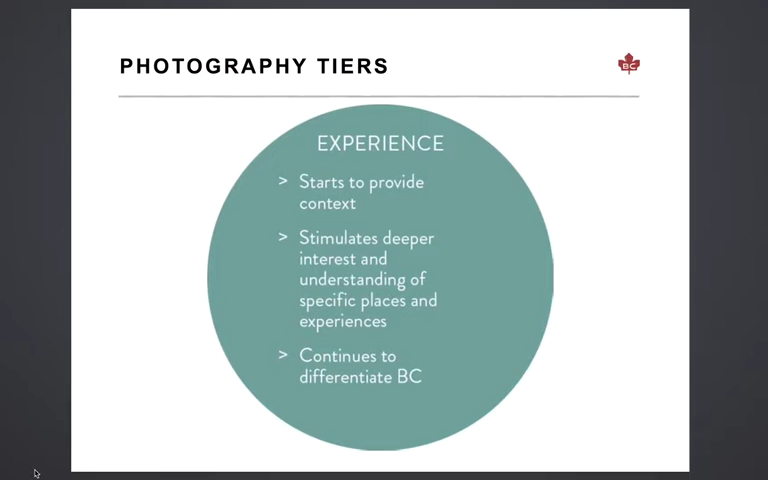 PHOTOGRAPHY TIERS
BC
EXPERIENCE
> Starts to provide
context
> Stimulates deeper
interest and
understanding of
specific places and
experiences
> Continues to
differentiate BC